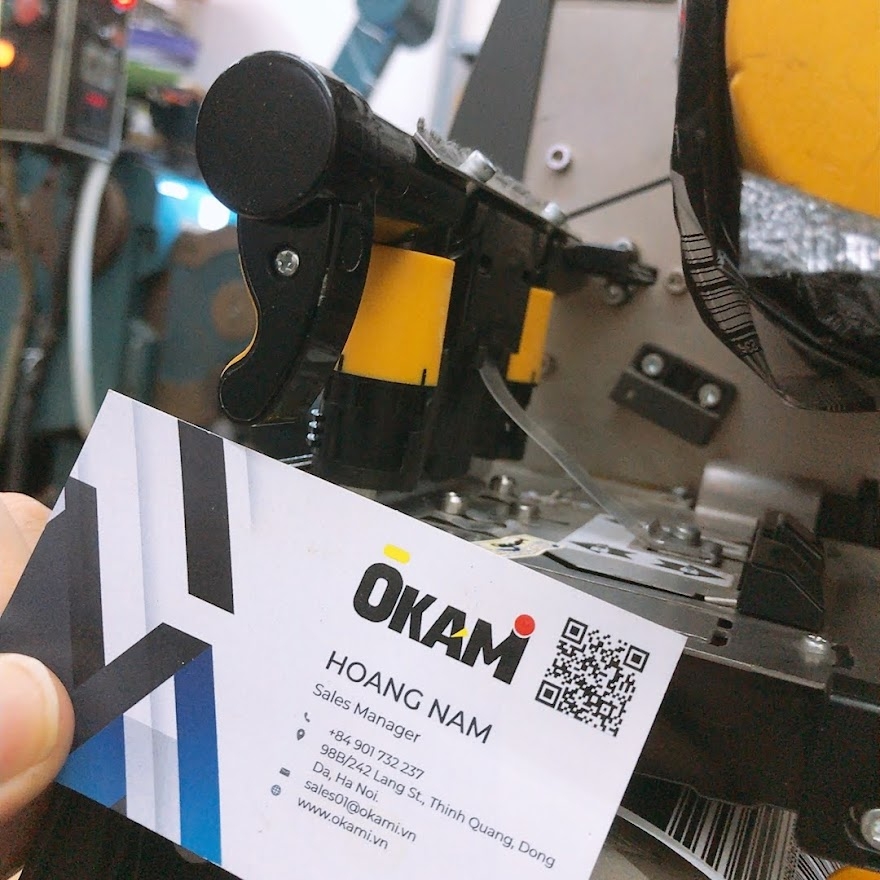 ŌKAMI
HOANG NAM
Sales Manager
+84 901 732 237
98B/242 Lang St., Thinh Quang, Dong
Da, Ha Noi.
sales01@okami.vn
www.okami.vn